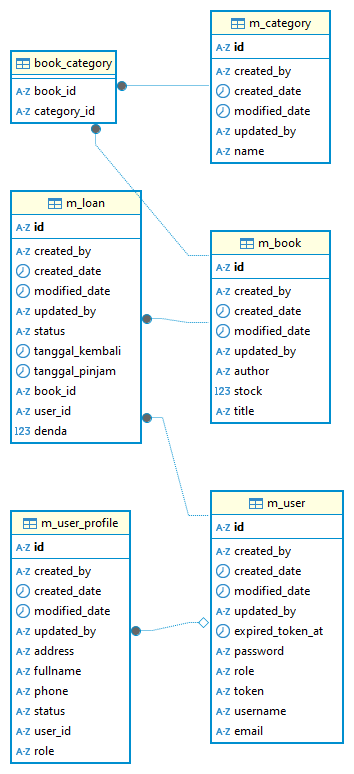 m_category
A-Z id
A-Z created_by
created_date
modified_date
A-Z updated_by
A-Z name
book_category
A-Z book_id
A-Z category_id
m_loan
A-Z id
A-Z created_by
created_date
modified_date
A-Z updated_by
A-Z status
tanggal_kembali
tanggal_pinjam
A-Z book_id
A-Z user_id
123 denda
m_book
A-Z id
A-Z created_by
created_date
modified_date
A-Z updated_by
A-Z author
123 stock
A-Z title
m_user_profile
A-Z id
A-Z created_by
created_date
modified_date
A-Z updated_by
A-Z address
A-Z fullname
A-Z phone
A-Z status
A-Z user_id
A-Z role
m_user
A-Z id
A-Z created_by
created_date
modified_date
A-Z updated_by
expired_token_at
A-Z password
A-Z role
A-Z token
A-Z username
A-Z email